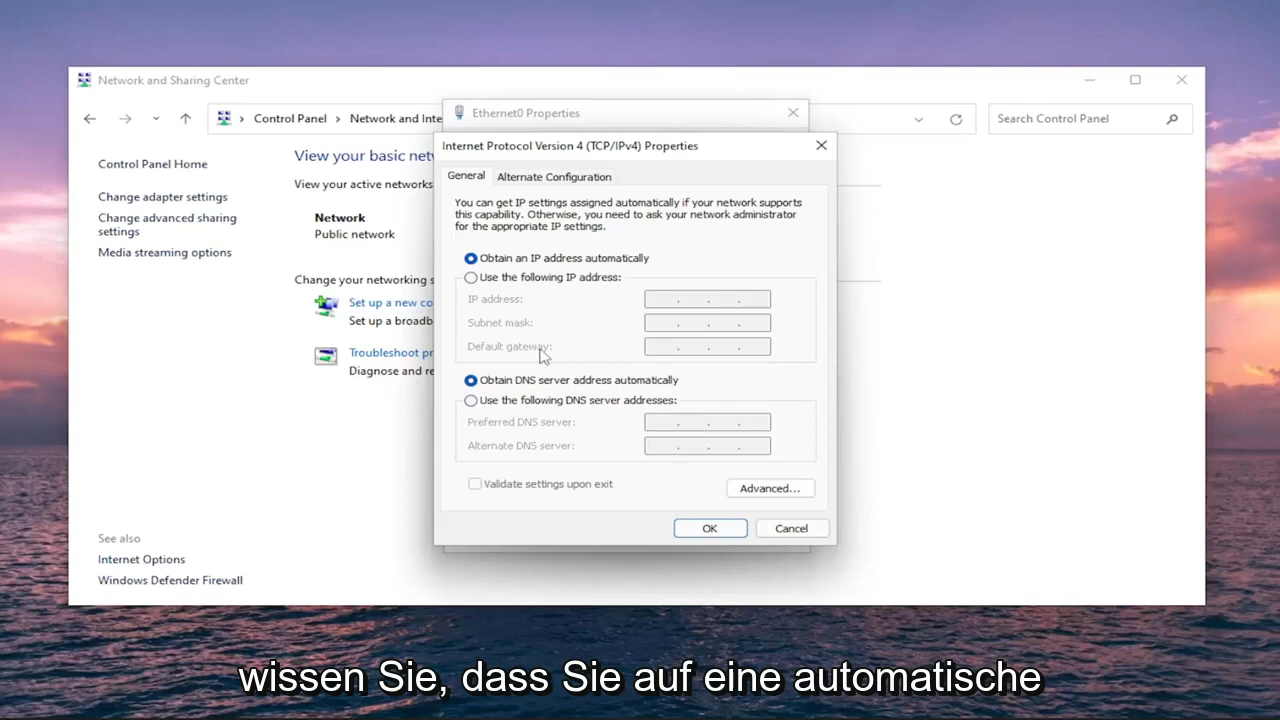 Network and Sharing Center
Control Panel
Network and Inte
Search Control Panel
Ethernet0 Properties
Internet Protocol Version 4 (TCP/IPv4) Properties
General
Alternate Configuration
You can get IP settings assigned automatically if your network supports
this capability. Otherwise, you need to ask your network administrator
for the appropriate IP settings.
Obtain an IP address automatically
Use the following IP address:
IP address:
Subnet mask:
Default gateway:
Obtain DNS server address automatically
Use the following DNS server addresses:
Preferred DNS server:
Alternate DNS server:
Validate settings upon exit
Advanced...
OK
Cancel
Control Panel Home
Change adapter settings
Change advanced sharing
settings
Media streaming options
View your basic net
View your active networks
Network
Public network
Change your networking s
Set up a new co
Set up a broadb
Troubleshoot pr
Diagnose and re
See also
Internet Options
Windows Defender Firewall
wissen Sie, dass Sie auf eine automatische